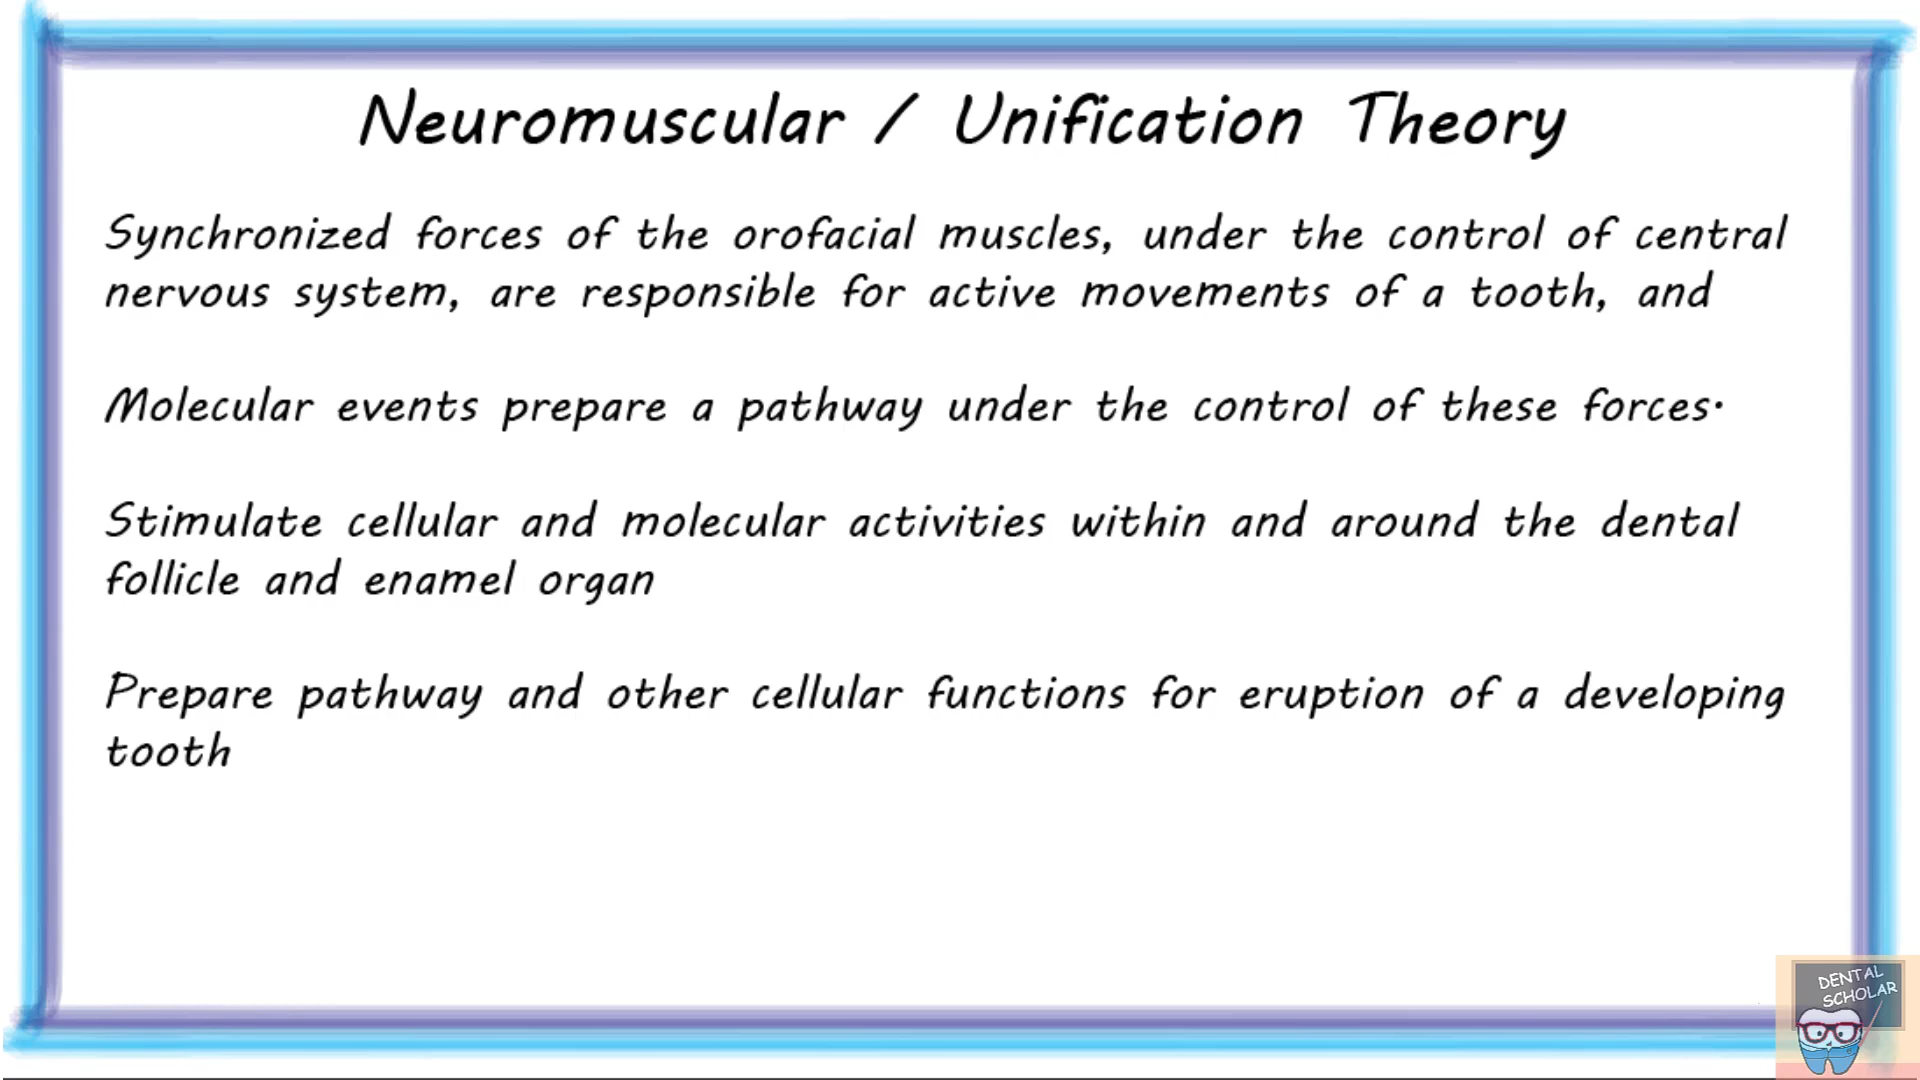 Neuromuscular / Unification Theory
Synchronized forces of the orofacial muscles, under the control of central
nervous system, are responsible for active movements of a tooth, and
Molecular events prepare a pathway under the control of these forces.
Stimulate cellular and molecular activities within and around the dental
follicle and enamel organ
Prepare pathway and other cellular functions for eruption of a developing
tooth
DENTAL
SCHOLAR